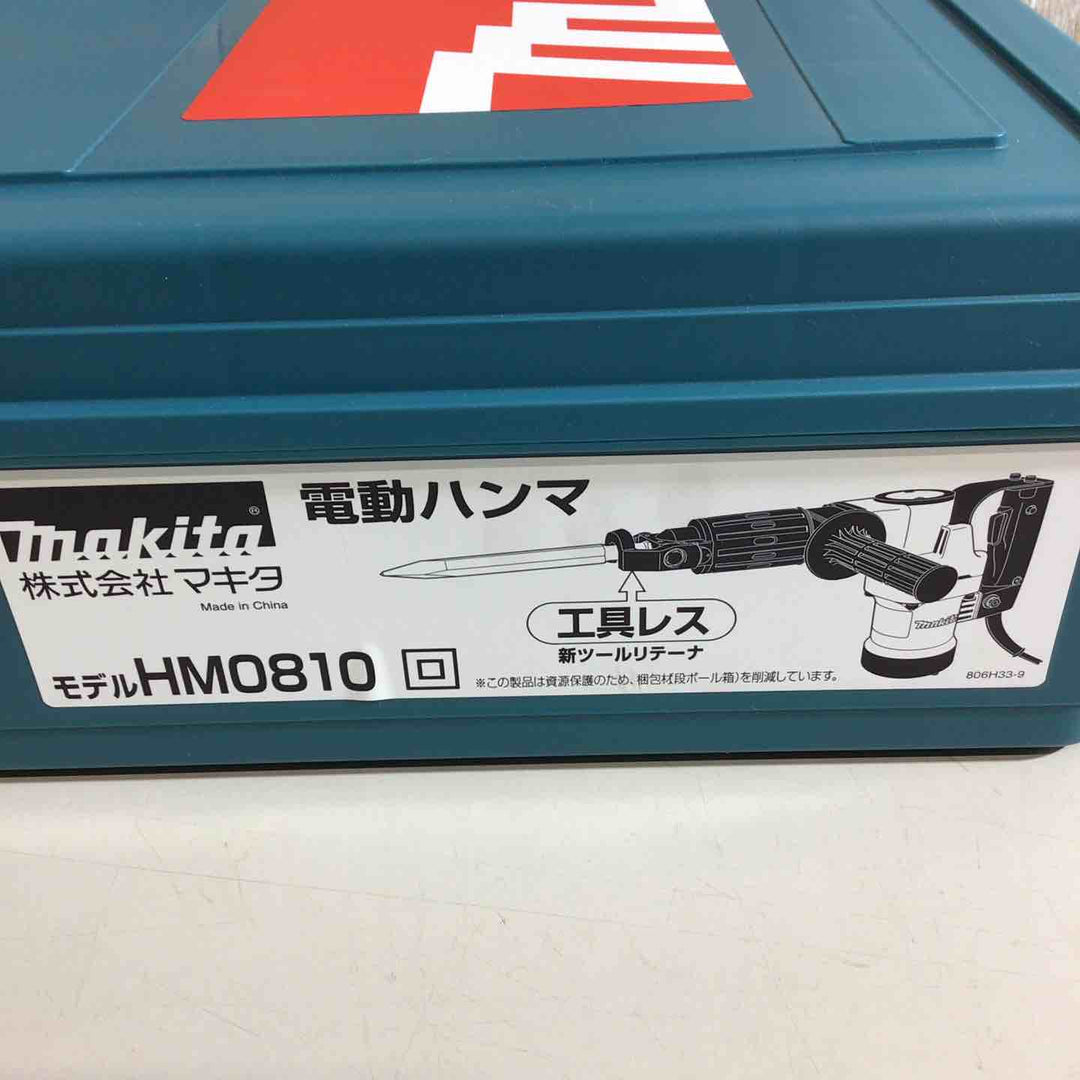 makita®
電動ハンマ
株式会社 マキタ
Made in China
工具レス
新ツールリテーナ
モデルHM0810
※この製品は資源保護のため、梱包材(段ボール箱)を削減しています。
makita
806H33-9